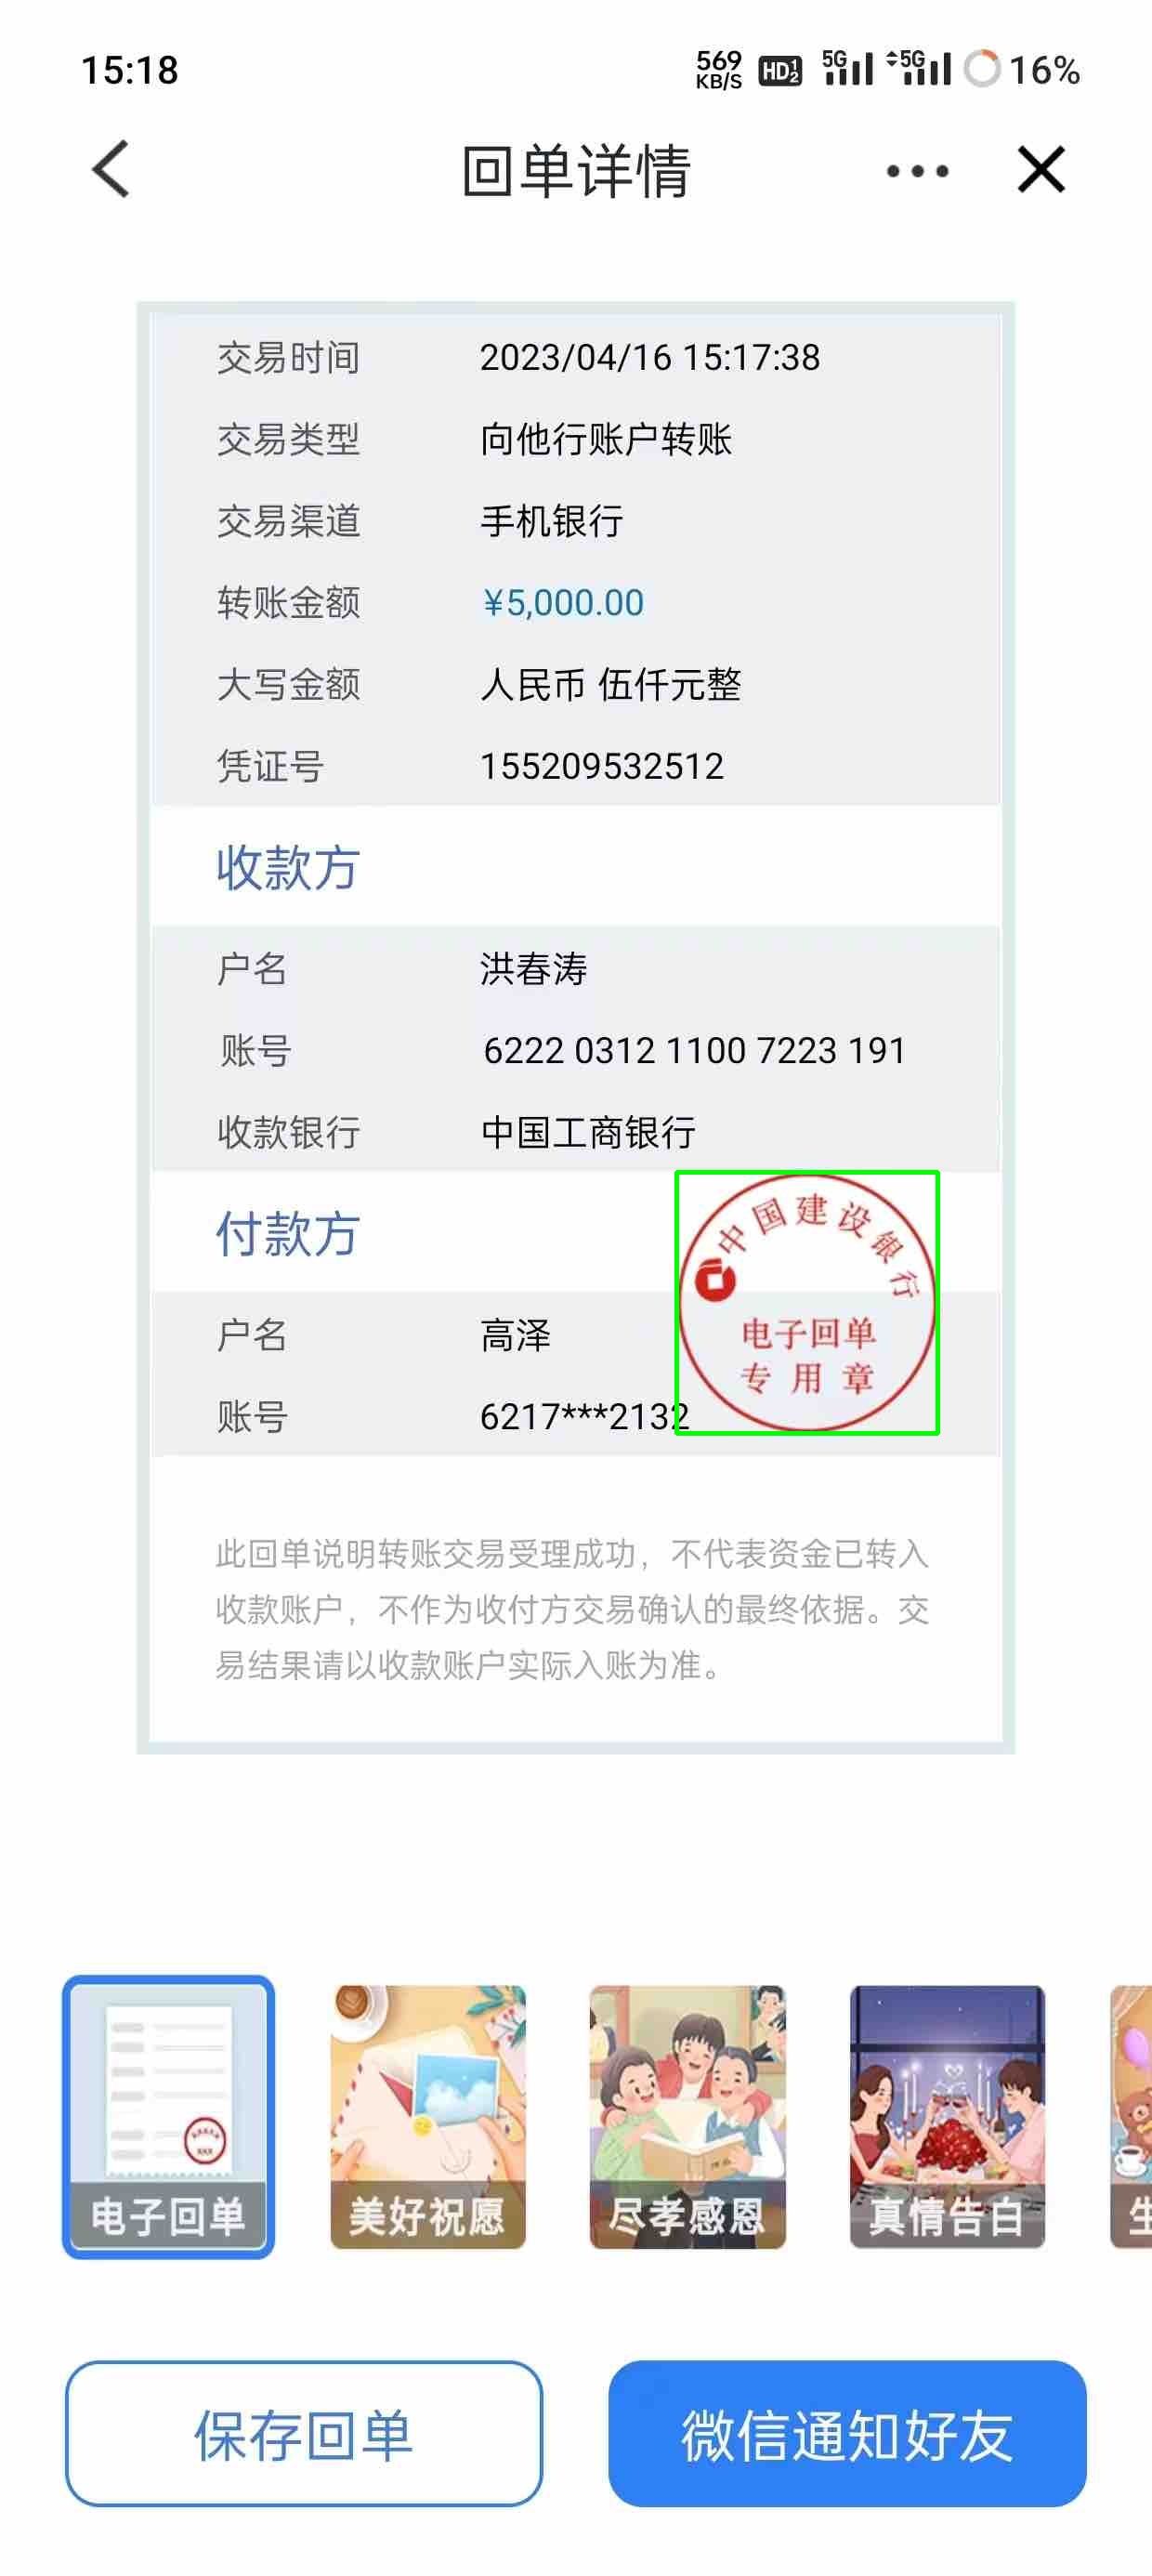 15:18
569 KB/S HD 1 2 5G 5G 16%
回单详情
交易时间 2023/04/16 15:17:38
交易类型 向他行账户转账
交易渠道 手机银行
转账金额 ¥5,000.00
大写金额 人民币 伍仟元整
凭证号 155209532512
收款方
户名 洪春涛
账号 6222 0312 1100 7223 191
收款银行 中国工商银行
付款方
中国建设银行
电子回单
专用章
户名 高泽
账号 6217***2132
此回单说明转账交易受理成功，不代表资金已转入
收款账户，不作为收付方交易确认的最终依据。交
易结果请以收款账户实际入账为准。
电子回单 美好祝愿 尽孝感恩 真情告白
保存回单 微信通知好友